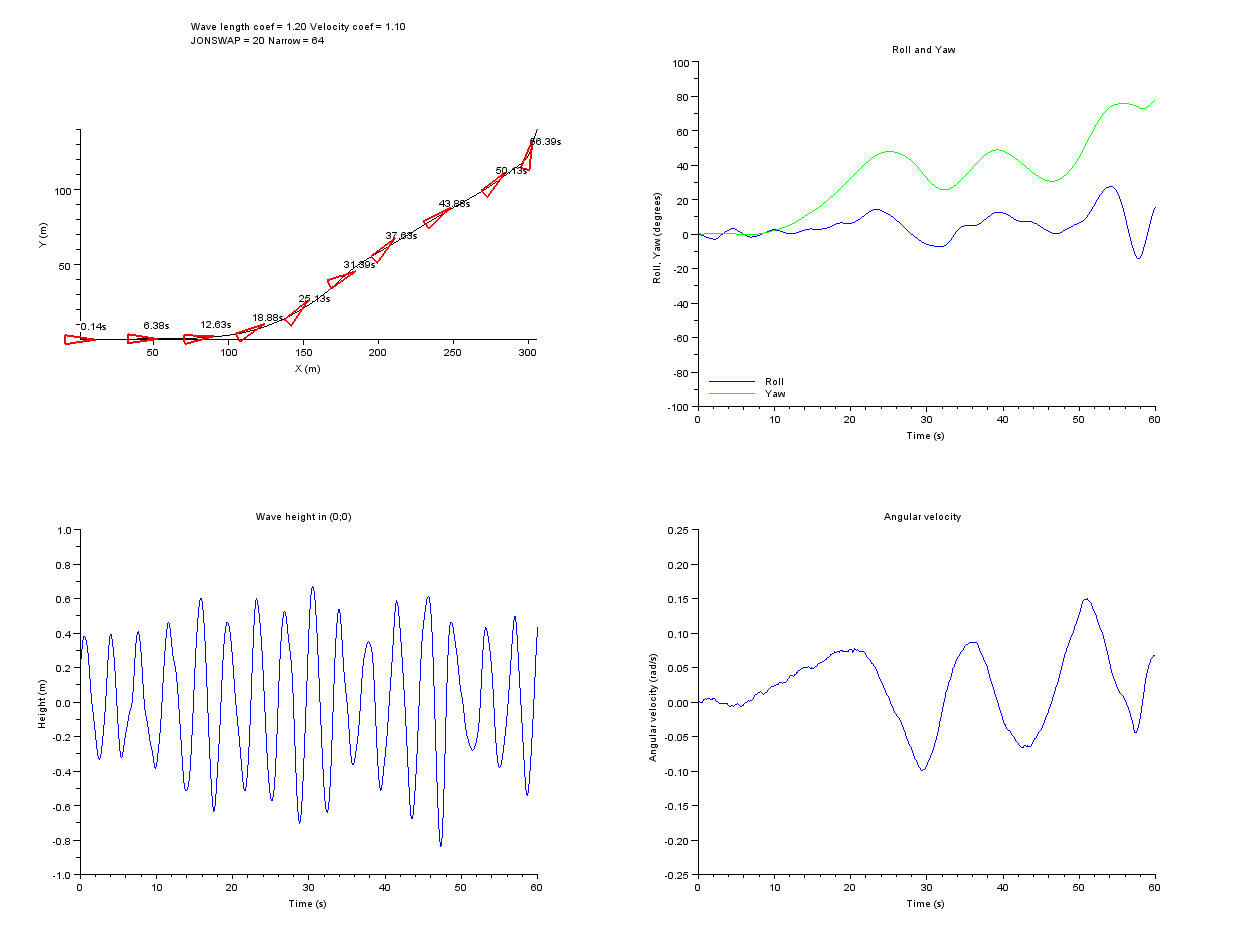 Wave length coef = 1.20 Velocity coef = 1.10
JONSWAP = 20 Narrow = 64
Y (m)
100
50
0.14s
6.38s
12.63s
18.88s
25.13s
31.39s
37.63s
43.88s
50.13s
56.39s
50
100
150
200
250
300
X (m)
Roll and Yaw
Roll, Yaw (degrees)
100
80
60
40
20
0
-20
-40
-60
-80
-100
Roll
Yaw
0
10
20
30
40
50
60
Time (s)
Wave height in (0;0)
Height (m)
1.0
0.8
0.6
0.4
0.2
0.0
-0.2
-0.4
-0.6
-0.8
-1.0
0
10
20
30
40
50
60
Time (s)
Angular velocity
Angular velocity (rad/s)
0.25
0.20
0.15
0.10
0.05
0.00
-0.05
-0.10
-0.15
-0.20
-0.25
0
10
20
30
40
50
60
Time (s)